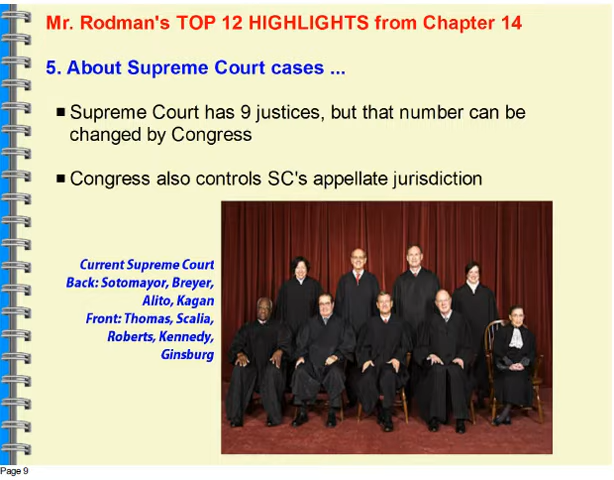 Mr. Rodman's TOP 12 HIGHLIGHTS from Chapter 14
5. About Supreme Court cases ...
Supreme Court has 9 justices, but that number can be
changed by Congress
Congress also controls SC's appellate jurisdiction
Current Supreme Court
Back: Sotomayor, Breyer,
Alito, Kagan
Front: Thomas, Scalia,
Roberts, Kennedy,
Ginsburg
Page 9